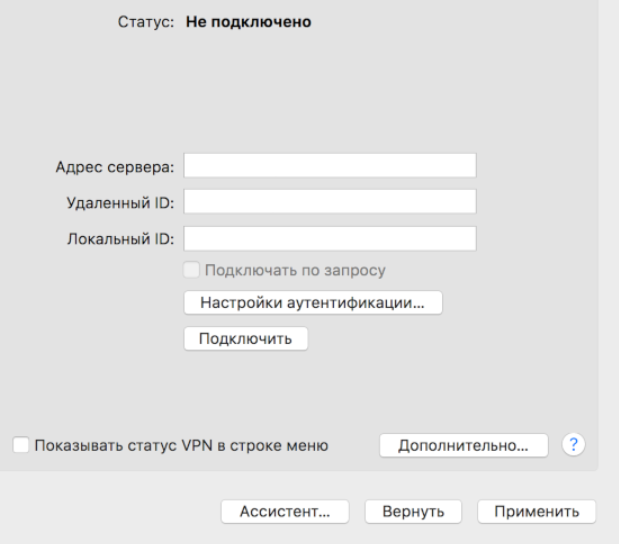 Статус: Не подключено
Адрес сервера:
Удаленный ID:
Локальный ID:
Подключать по запросу
Настройки аутентификации...
Подключить
Показывать статус VPN в строке меню Дополнительно... ?
Ассистент... Вернуть Применить